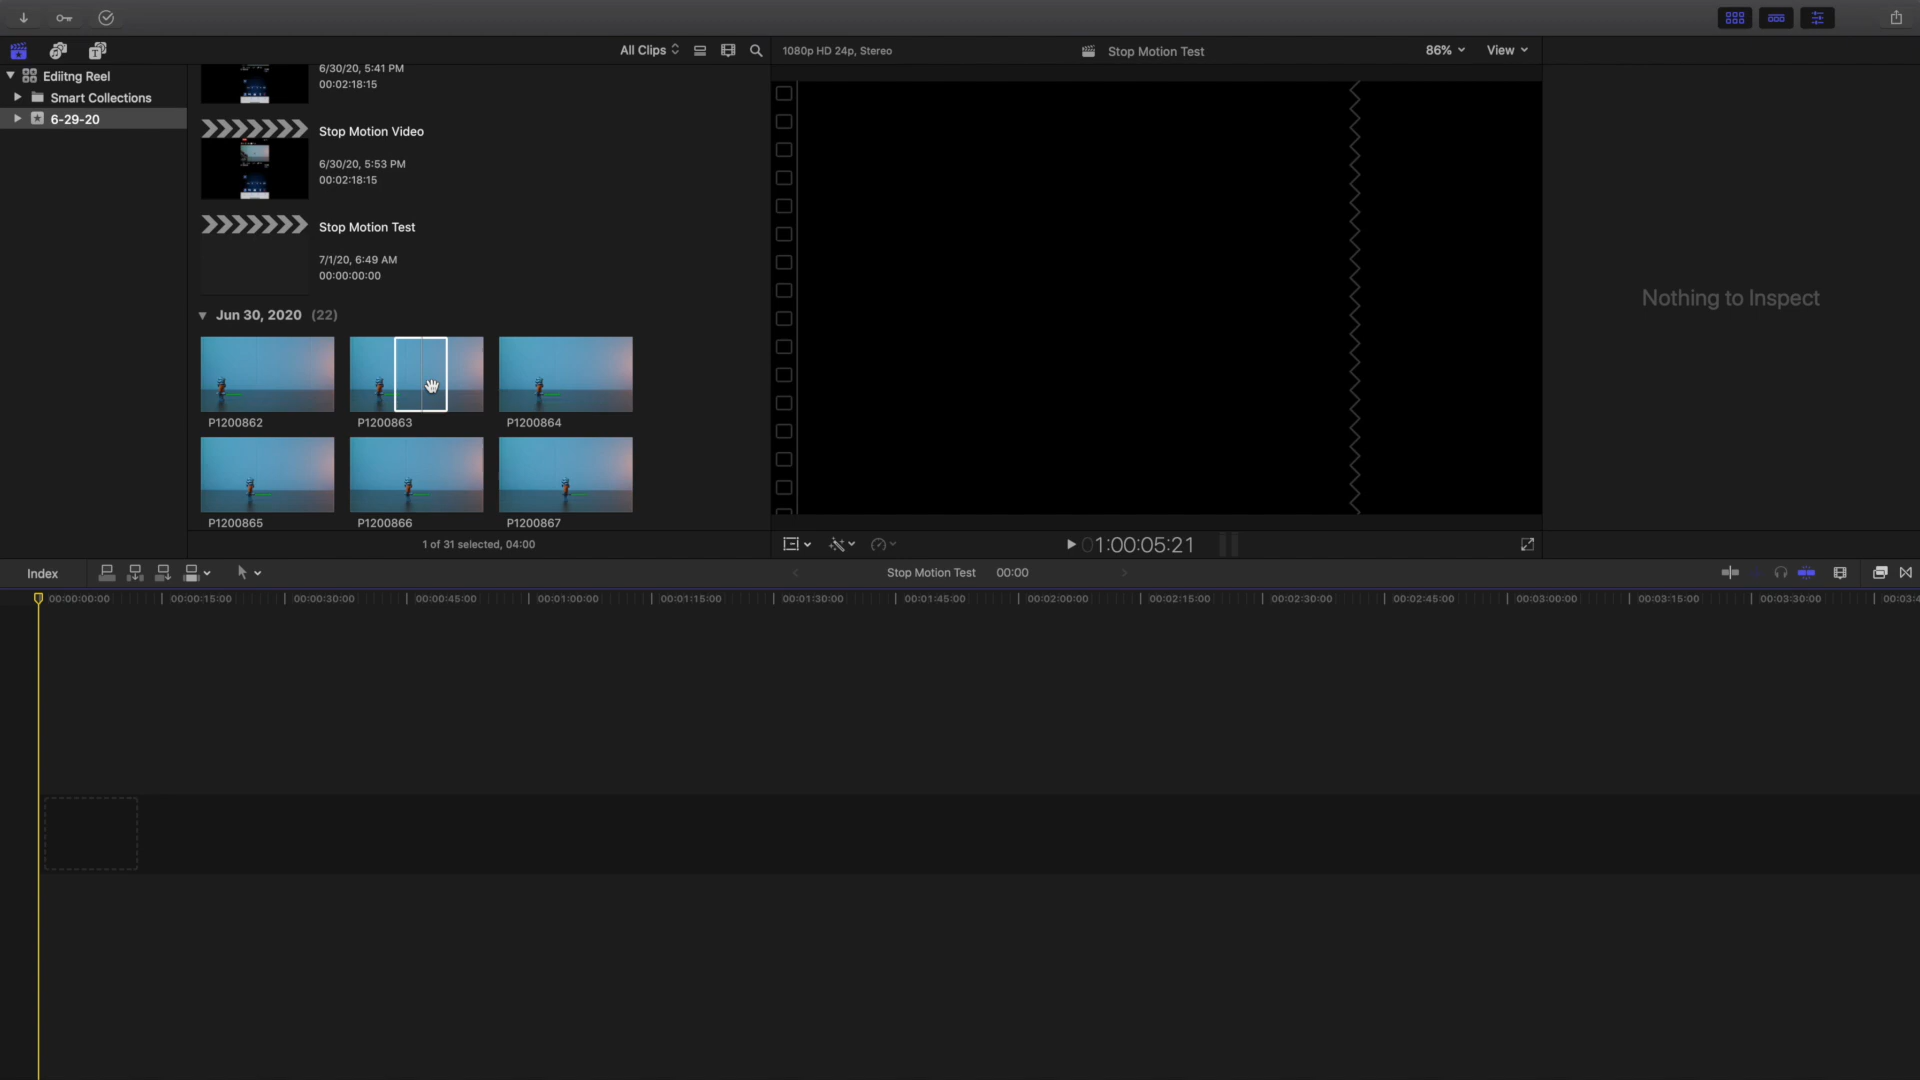 All Clips
1080p HD 24p, Stereo
Stop Motion Test
86%
View
Ediitng Reel
Smart Collections
6-29-20
6/30/20, 5:41 PM
00:02:18:15
Stop Motion Video
6/30/20, 5:53 PM
00:02:18:15
Stop Motion Test
7/1/20, 6:49 AM
00:00:00:00
Jun 30, 2020 (22)
P1200862
P1200863
P1200864
P1200865
P1200866
P1200867
1 of 31 selected, 04:00
01:00:05:21
Nothing to Inspect
Index
Stop Motion Test 00:00
00:00:00:00
00:00:15:00
00:00:30:00
00:00:45:00
00:01:00:00
00:01:15:00
00:01:30:00
00:01:45:00
00:02:00:00
00:02:15:00
00:02:30:00
00:02:45:00
00:03:00:00
00:03:15:00
00:03:30:00
00:03:4